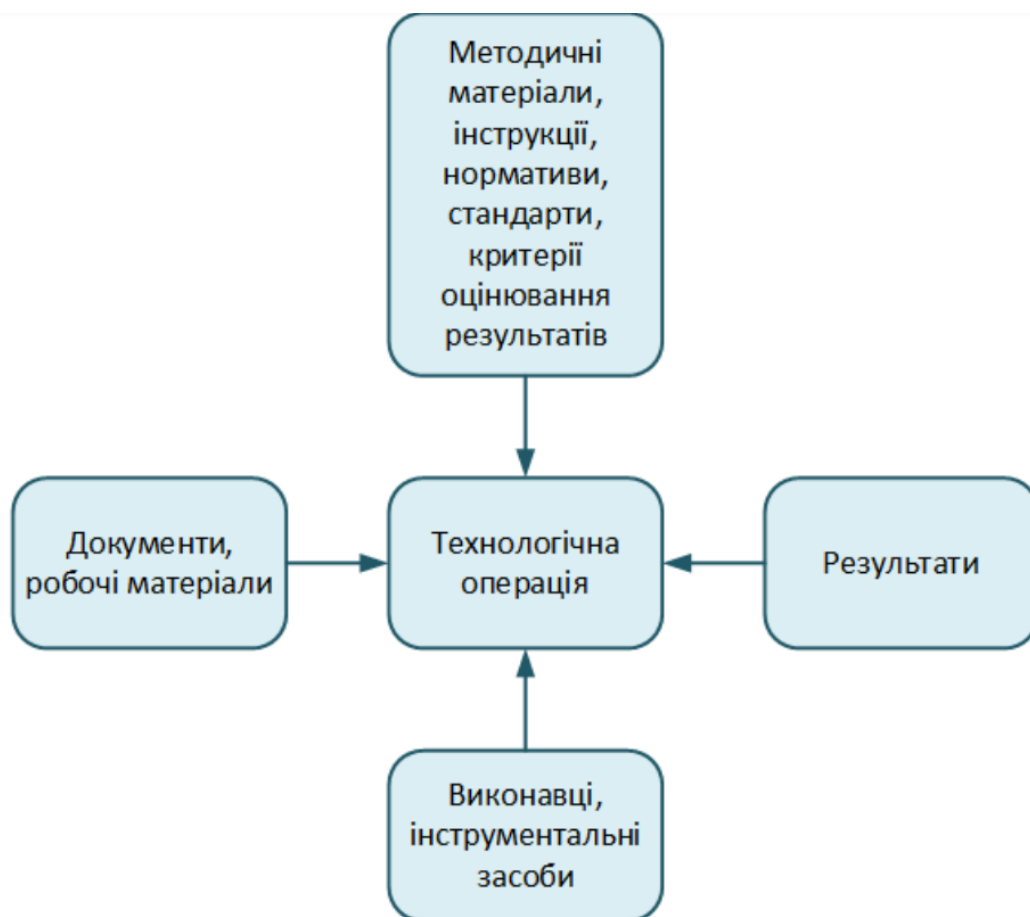 Методичні
матеріали,
інструкції,
нормативи,
стандарти,
критерії
оцінювання
результатів
Документи,
робочі матеріали
Технологічна
операція
Результати
Виконавці,
інструментальні
засоби